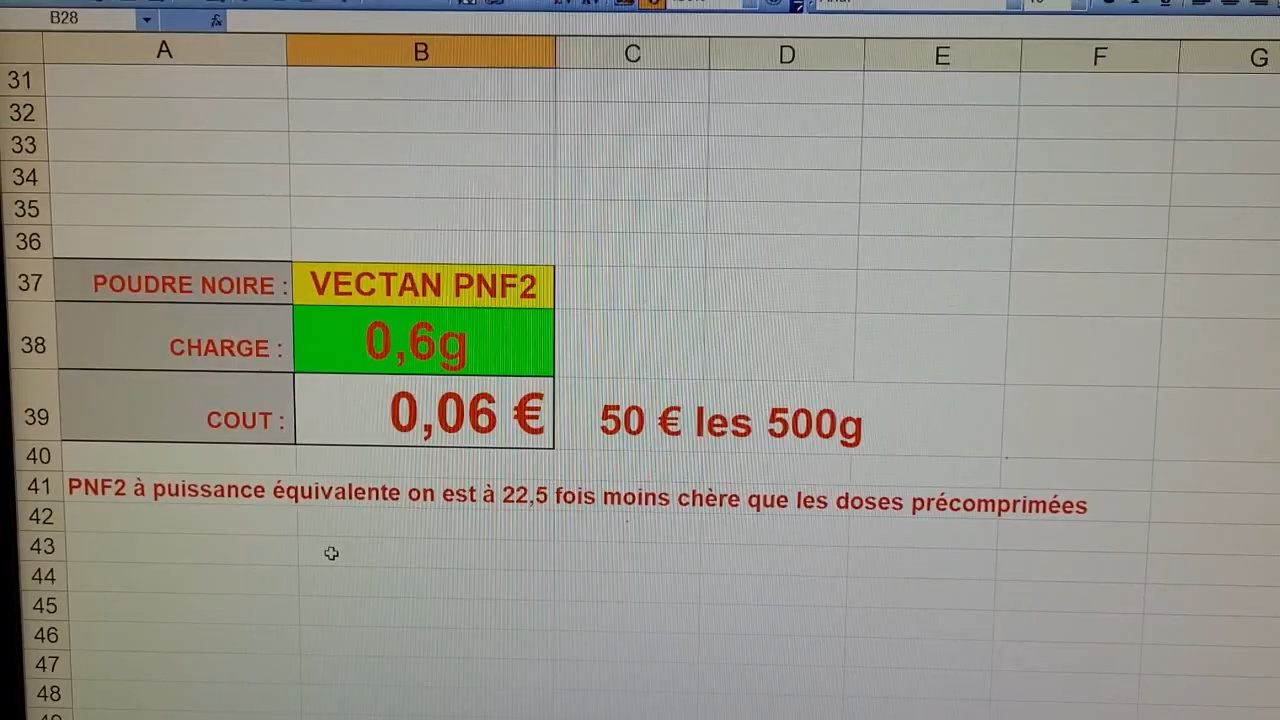 B28
A B C D E F G
31
32
33
34
35
36
37 POUDRE NOIRE : VECTAN PNF2
38 CHARGE : 0,6g
39 COUT : 0,06 € 50 € les 500g
40
41 PNF2 à puissance équivalente on est à 22,5 fois moins chère que les doses précomprimées
42
43
44
45
46
47
48